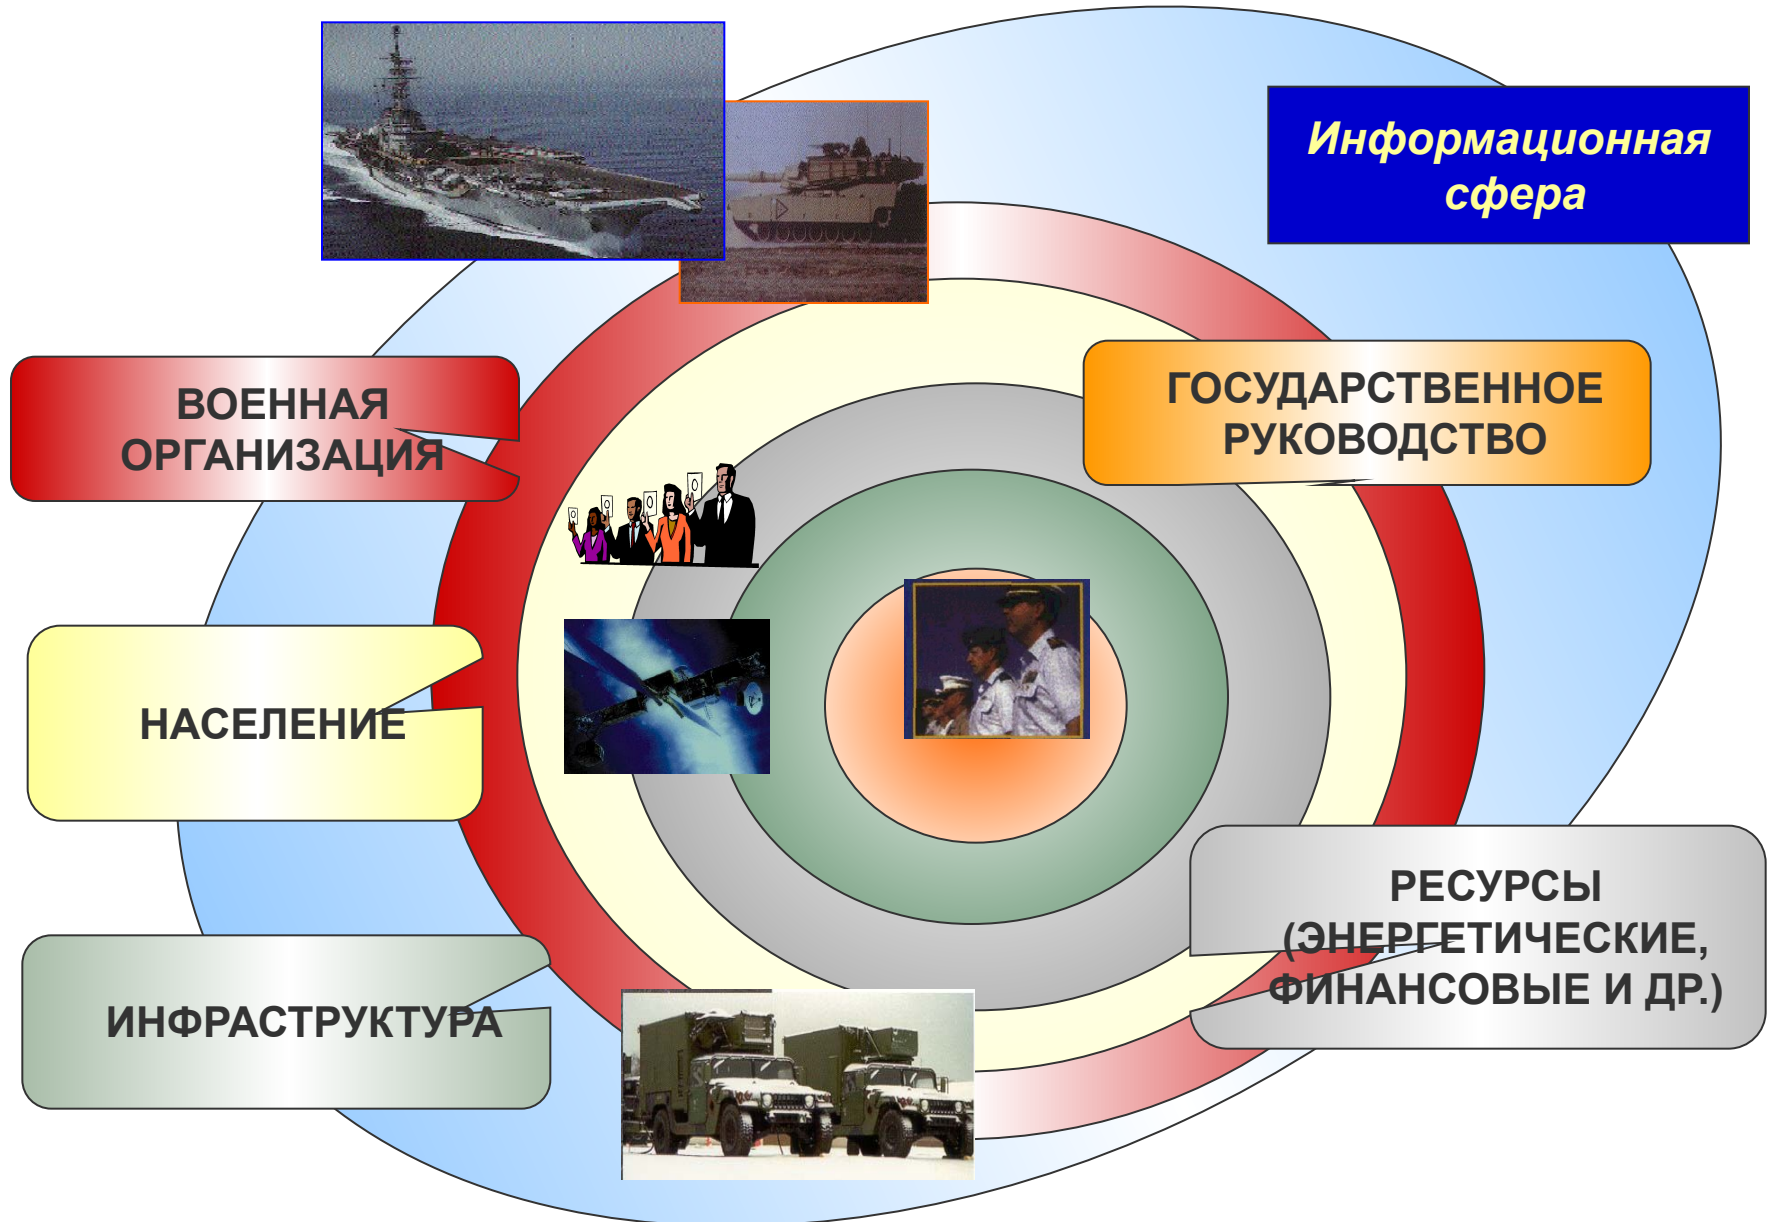 Информационная
сфера
ВОЕННАЯ
ОРГАНИЗАЦИЯ
ГОСУДАРСТВЕННОЕ
РУКОВОДСТВО
НАСЕЛЕНИЕ
РЕСУРСЫ
(ЭНЕРГЕТИЧЕСКИЕ,
ФИНАНСОВЫЕ И ДР.)
ИНФРАСТРУКТУРА